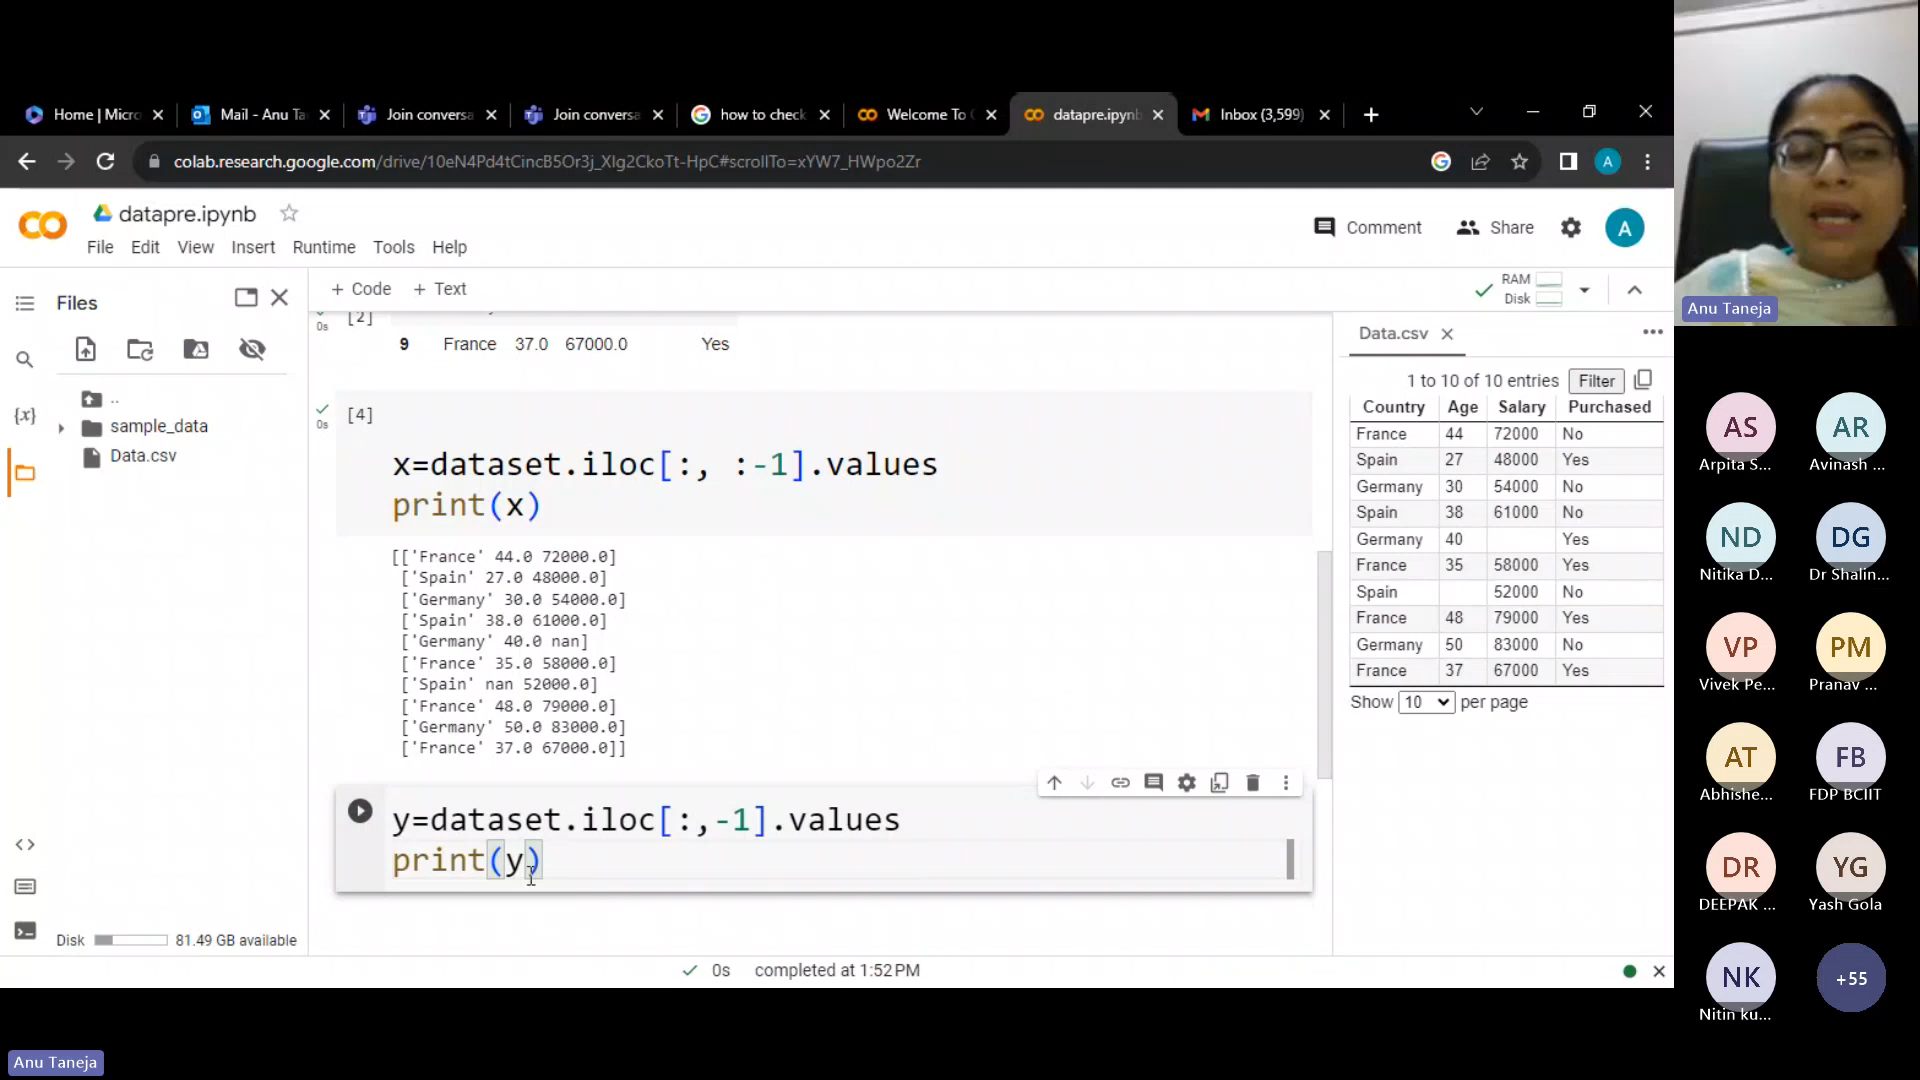 Home | Micro
Mail - Anu Ta
Join conversa
Join conversa
how to check
Welcome To C
datapre.ipynb
Inbox (3,599)
colab.research.google.com/drive/10eN4Pd4tCincB5Or3j_XIg2CkoTt-HpC#scrollTo=xYW7_HWpo2Zr
A
CO
datapre.ipynb
File Edit View Insert Runtime Tools Help
Comment
Share
A
Files
+ Code + Text
RAM
Disk
..
sample_data
Data.csv
{x}
Disk
81.49 GB available
0s
[2]
9 France 37.0 67000.0 Yes
0s
[4]
x=dataset.iloc[:, :-1].values
print(x)
[['France' 44.0 72000.0]
['Spain' 27.0 48000.0]
['Germany' 30.0 54000.0]
['Spain' 38.0 61000.0]
['Germany' 40.0 nan]
['France' 35.0 58000.0]
['Spain' nan 52000.0]
['France' 48.0 79000.0]
['Germany' 50.0 83000.0]
['France' 37.0 67000.0]]
y=dataset.iloc[:,-1].values
print(y)
0s completed at 1:52 PM
Data.csv
1 to 10 of 10 entries Filter
Country Age Salary Purchased
France 44 72000 No
Spain 27 48000 Yes
Germany 30 54000 No
Spain 38 61000 No
Germany 40 Yes
France 35 58000 Yes
Spain 52000 No
France 48 79000 Yes
Germany 50 83000 No
France 37 67000 Yes
Show 10 per page
Anu Taneja
AS
Arpita S...
AR
Avinash ...
ND
Nitika D...
DG
Dr Shalin...
VP
Vivek Pe...
PM
Pranav ...
AT
Abhishe...
FB
FDP BCIIT
DR
DEEPAK ...
YG
Yash Gola
NK
Nitin ku...
+55
Anu Taneja